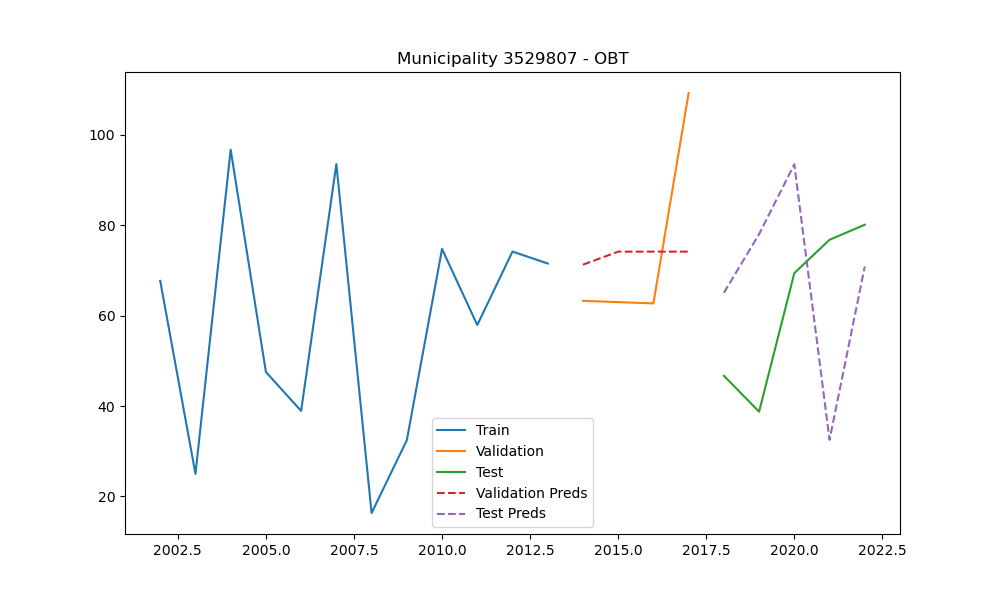 Municipality 3529807 - OBT
100
80
60
40
20
Train
Validation
Test
Validation Preds
Test Preds
2002.5 2005.0 2007.5 2010.0 2012.5 2015.0 2017.5 2020.0 2022.5